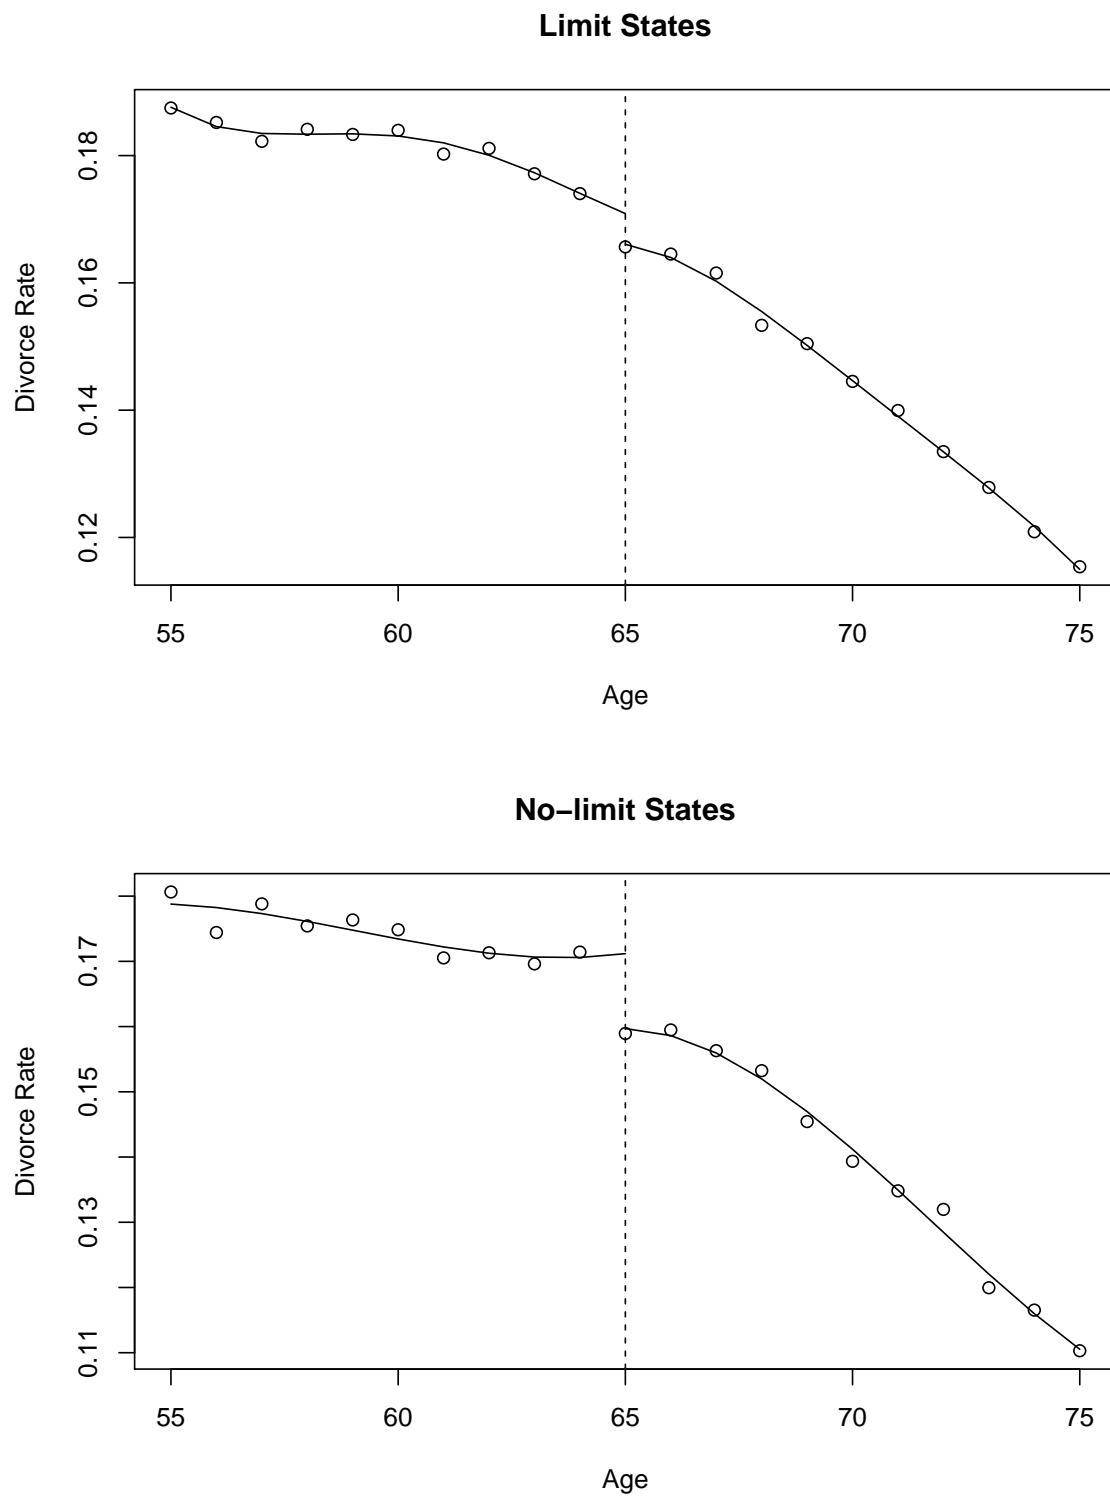 Limit States
Divorce Rate
0.18
0.16
0.14
0.12
55 60 65 70 75
Age
No−limit States
Divorce Rate
0.17
0.15
0.13
0.11
55 60 65 70 75
Age